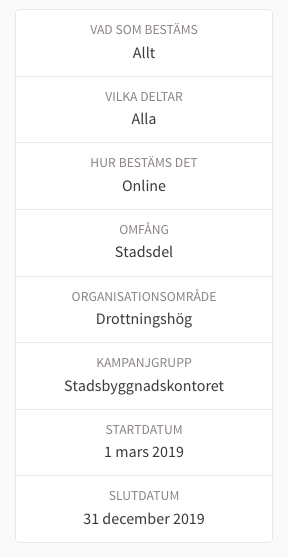 VAD SOM BESTÄMS
Allt
VILKA DELTAR
Alla
HUR BESTÄMS DET
Online
OMFÅNG
Stadsdel
ORGANISATIONSOMRÅDE
Drottningshög
KAMPANJGRUPP
Stadsbyggnadskontoret
STARTDATUM
1 mars 2019
SLUTDATUM
31 december 2019